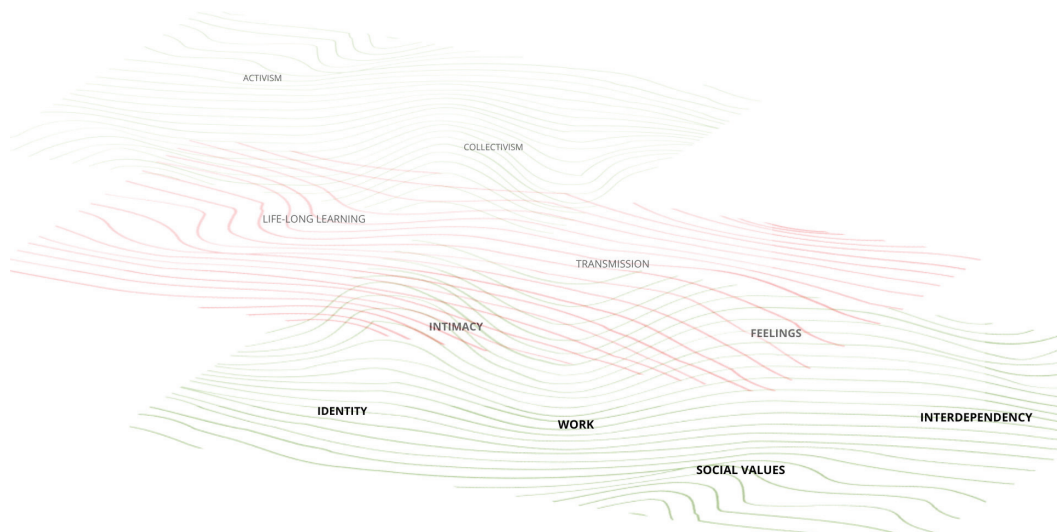 ACTIVISM
COLLECTIVISM
LIFE-LONG LEARNING
TRANSMISSION
INTIMACY
FEELINGS
IDENTITY
WORK
INTERDEPENDENCY
SOCIAL VALUES